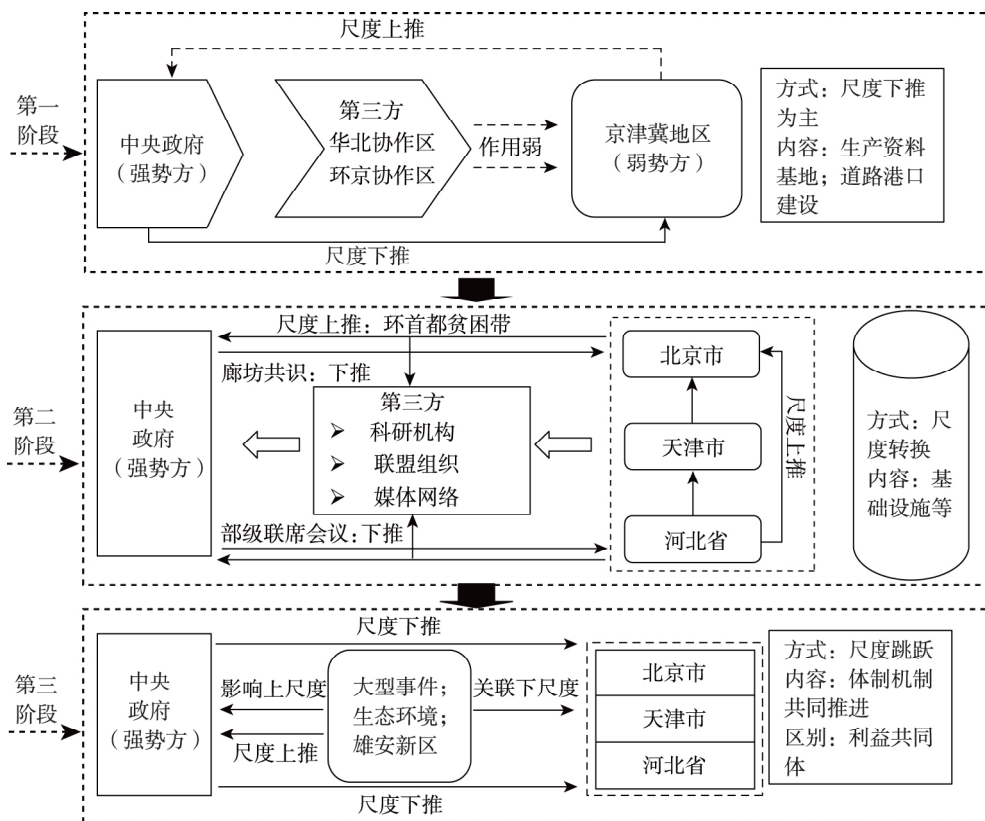 尺度上推
第一
阶段
中央政府
（强势方）
第三方
华北协作区
环京协作区
作用弱
京津冀地区
（弱势方）
方式：尺度下推
为主
内容：生产资料
基地；道路港口
建设
尺度下推
第二
阶段
中央
政府
（强势方）
尺度上推：环首都贫困带
廊坊共识：下推
第三方
➢ 科研机构
➢ 联盟组织
➢ 媒体网络
部级联席会议：下推
北京市
天津市
河北省
尺度上推
方式：尺
度转换
内容：基
础设施等
第三
阶段
中央
政府
（强势方）
尺度下推
影响上尺度
尺度上推
大型事件；
生态环境；
雄安新区
关联下尺度
尺度下推
北京市
天津市
河北省
方式：尺度跳跃
内容：体制机制
共同推进
区别：利益共同
体